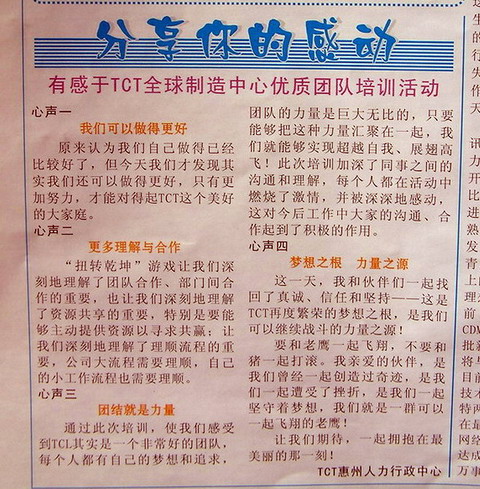 分享你的感动
有感于TCT全球制造中心优质团队培训活动
心声一
我们可以做得更好
原来认为我们自己做得已经
比较好了，但今天我们才发现其
实我们还可以做得更好，只有更
加努力，才能对得起TCT这个美好
的大家庭。
心声二
更多理解与合作
“扭转乾坤”游戏让我们深
刻地理解了团队合作、部门间合
作的重要，也让我们深刻地理解
了资源共享的重要，特别是要能
够主动提供资源以寻求共赢；让
我们深刻地理解了理顺流程的重
要，公司大流程需要理顺，自己
的小工作流程也需要理顺。
心声三
团结就是力量
通过此次培训，使我们感受
到TCL其实是一个非常好的团队，
每个人都有自己的梦想和追求，
团队的力量是巨大无比的，只要
能够把这种力量汇聚在一起，我
们就能够实现超越自我、展翅高
飞！此次培训加深了同事之间的
沟通和理解，每个人都在活动中
燃烧了激情，并被深深地感动，
这对今后工作中大家的沟通、合
作起到了积极的作用。
心声四
梦想之根 力量之源
这一天，我和伙伴们一起找
回了真诚、信任和坚持——这是
TCT再度繁荣的梦想之根，是我们
可以继续战斗的力量之源！
要和老鹰一起飞翔，不要和
猪一起打滚。我亲爱的伙伴，是
我们曾经一起创造过奇迹，是我
们一起遭受了挫折，是我们一起
坚守着梦想，我们就是一群可以
一起飞翔的老鹰！
让我们期待，一起拥抱在最
美丽的那一刻！
TCT惠州人力行政中心